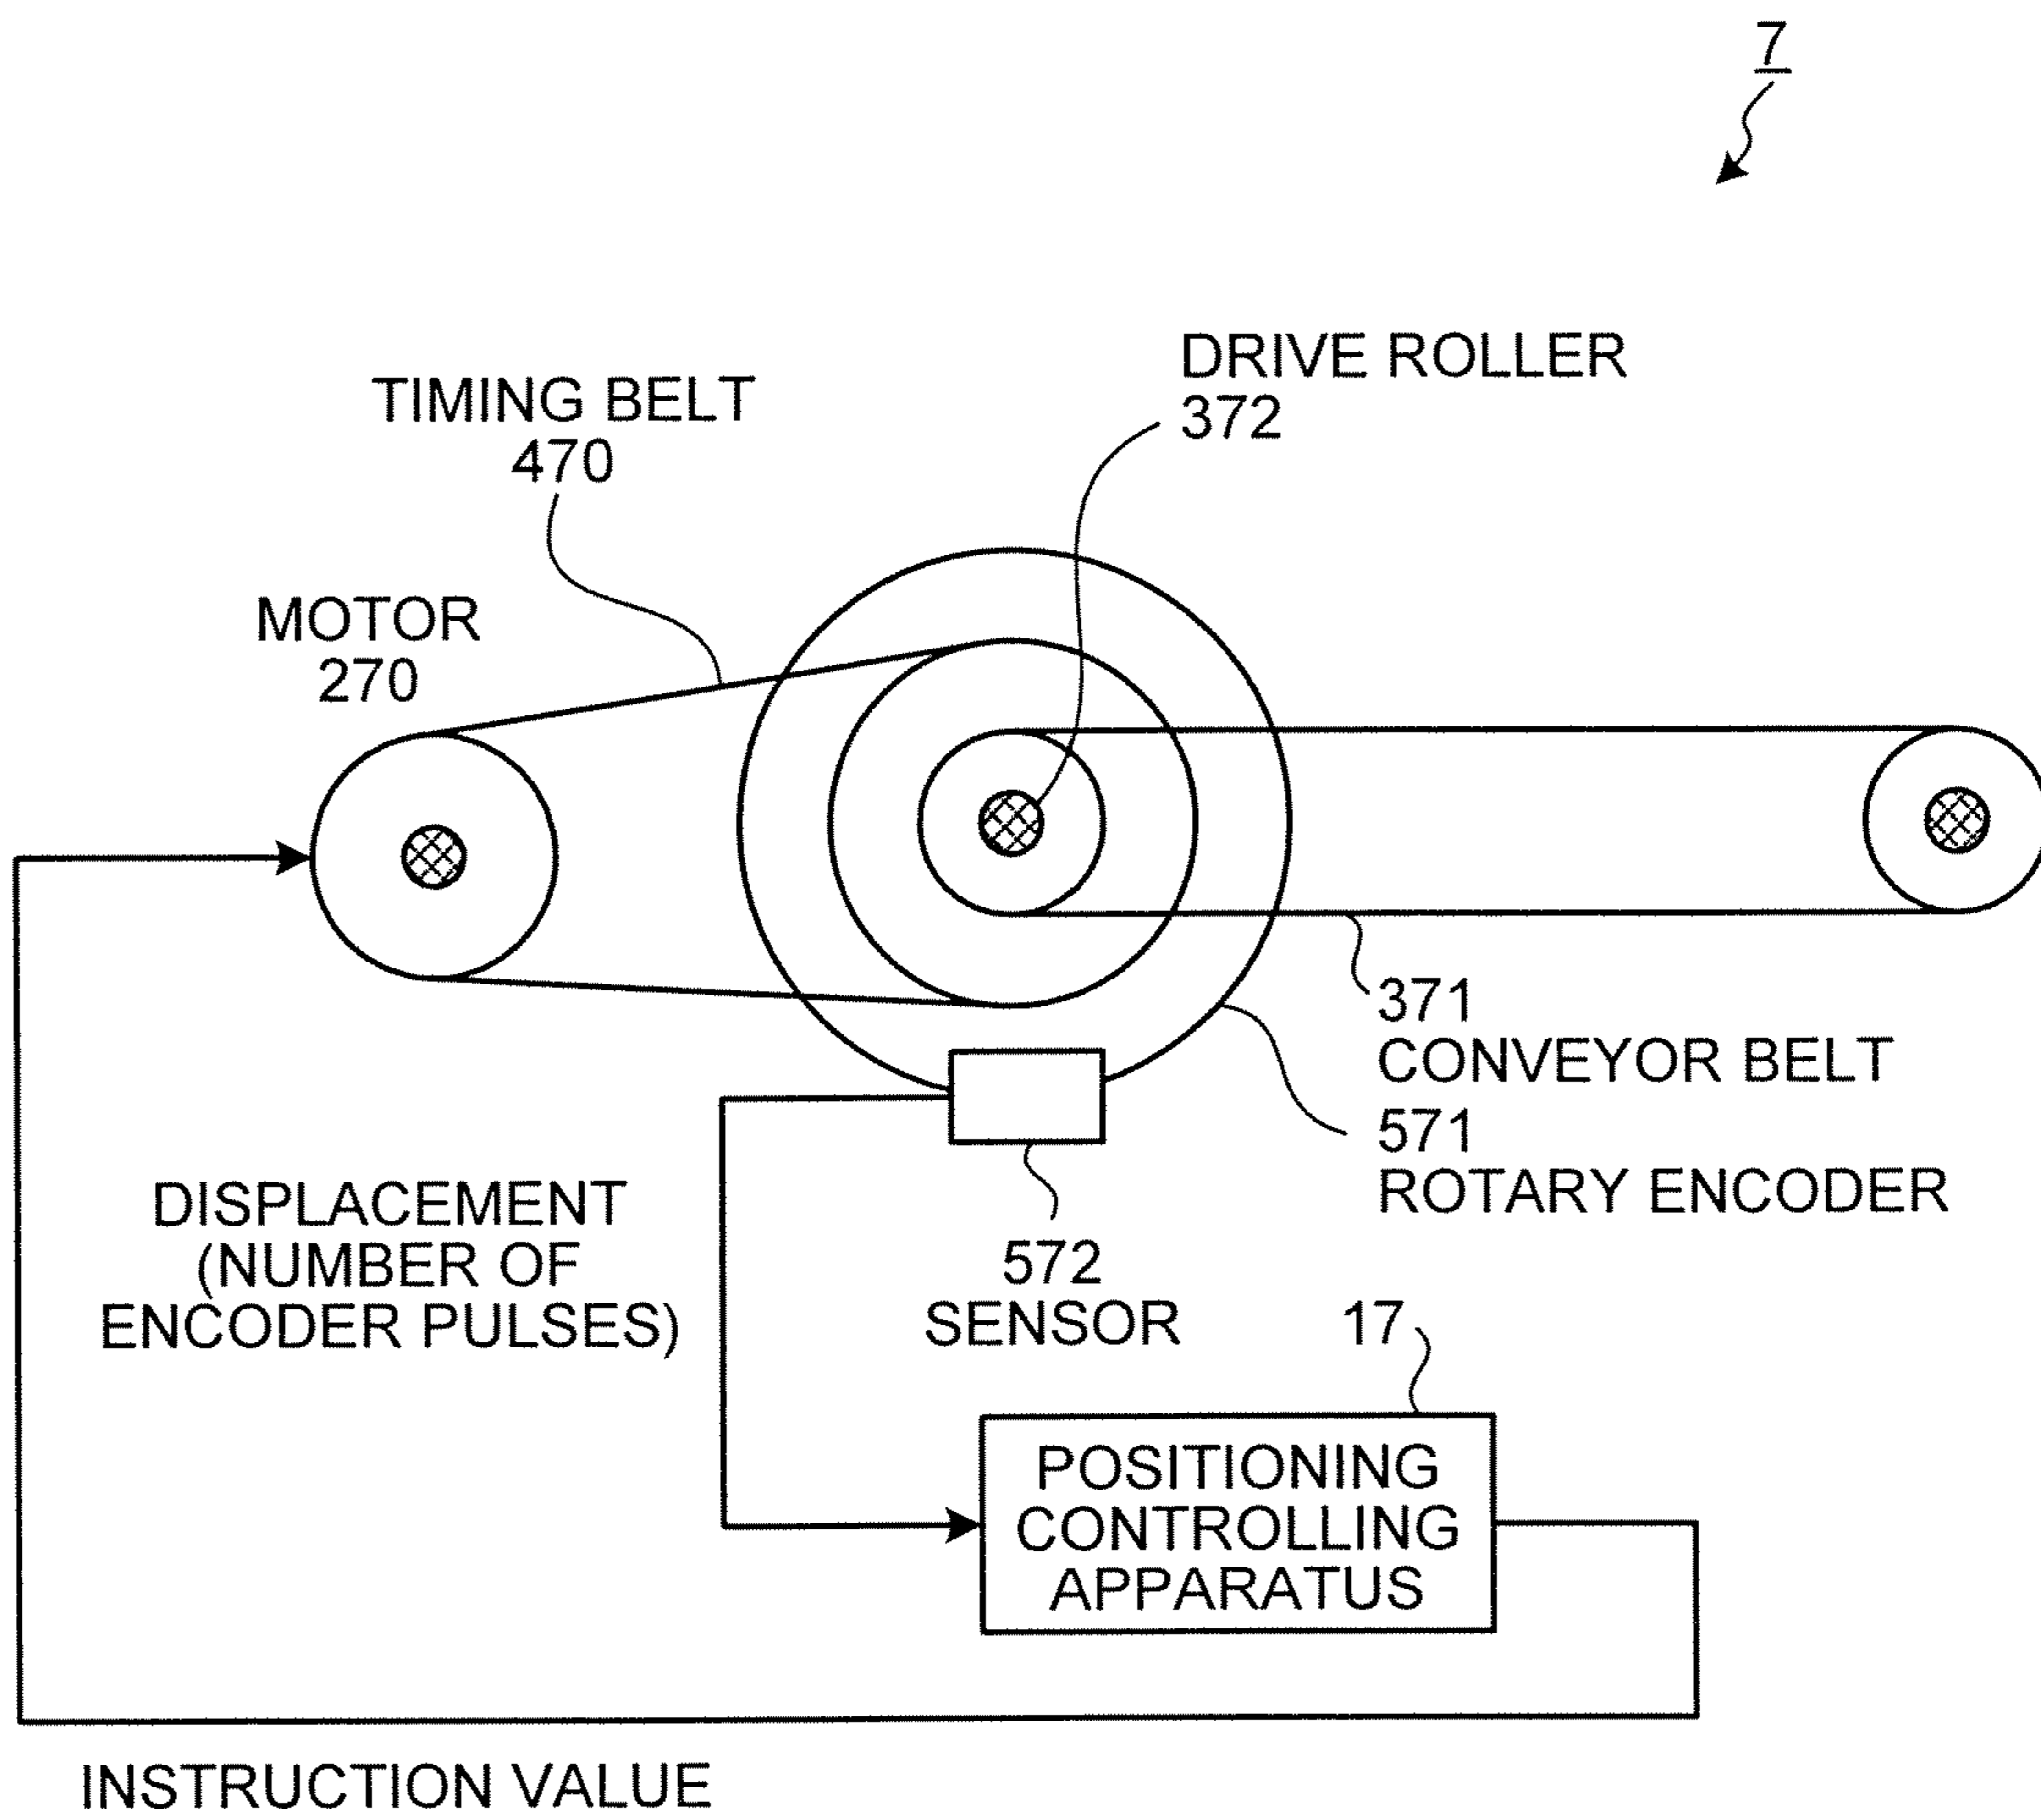 7
DRIVE ROLLER
372
TIMING BELT
470
MOTOR
270
371
CONVEYOR BELT
571
ROTARY ENCODER
DISPLACEMENT
(NUMBER OF
ENCODER PULSES)
572
SENSOR
17
POSITIONING
CONTROLLING
APPARATUS
INSTRUCTION VALUE